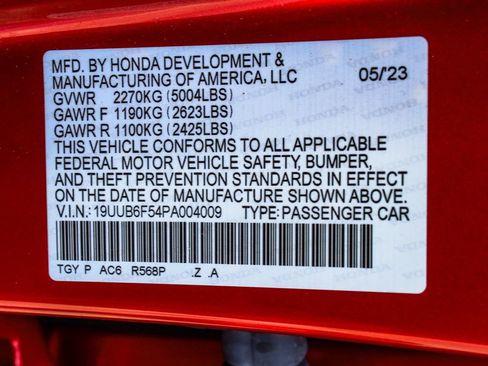 MFD. BY HONDA DEVELOPMENT &
MANUFACTURING OF AMERICA, LLC 05/23
GVWR 2270KG (5004LBS)
GAWR F 1190KG (2623LBS)
GAWR R 1100KG (2425LBS)
THIS VEHICLE CONFORMS TO ALL APPLICABLE
FEDERAL MOTOR VEHICLE SAFETY, BUMPER,
AND THEFT PREVENTION STANDARDS IN EFFECT
ON THE DATE OF MANUFACTURE SHOWN ABOVE.
V.I.N.: 19UUB6F54PA004009 TYPE: PASSENGER CAR
TGY P AC6 R568P .Z .A